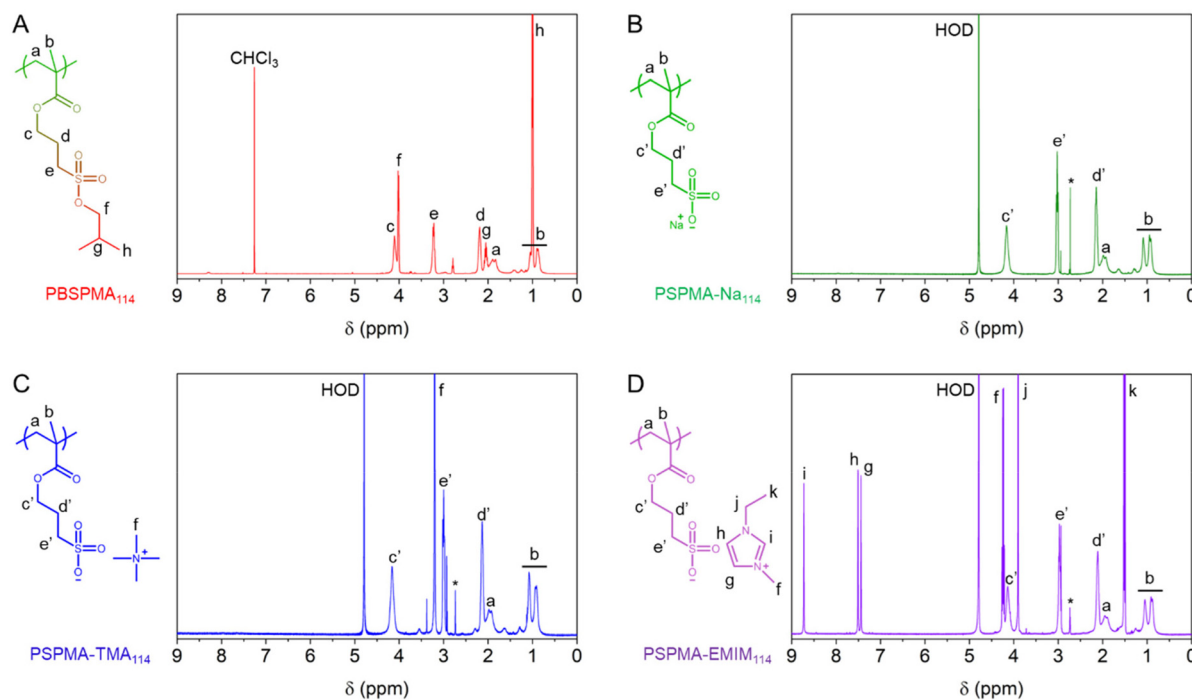 A
a
b
O
O
c
d
e
O
S
O
O
f
g
h
PBSPMA₁₁₄
CHCl₃
h
f
c
e
d
g
a
b
9 8 7 6 5 4 3 2 1 0
δ (ppm)
B
a
b
O
O
c'
d'
e'
O
S
O
O
Na
+
-
PSPMA-Na₁₁₄
HOD
c'
e'
*
d'
a
b
9 8 7 6 5 4 3 2 1 0
δ (ppm)
C
a
b
O
O
c'
d'
e'
O
S
O
O
-
f
N
+
PSPMA-TMA₁₁₄
HOD
f
c'
e'
*
d'
a
b
9 8 7 6 5 4 3 2 1 0
δ (ppm)
D
a
b
O
O
c'
d'
e'
O
S
O
O
-
k
j
N
h
i
g
N
+
f
PSPMA-EMIM₁₁₄
i
h
g
HOD
f
j
c'
e'
*
d'
a
k
b
9 8 7 6 5 4 3 2 1 0
δ (ppm)